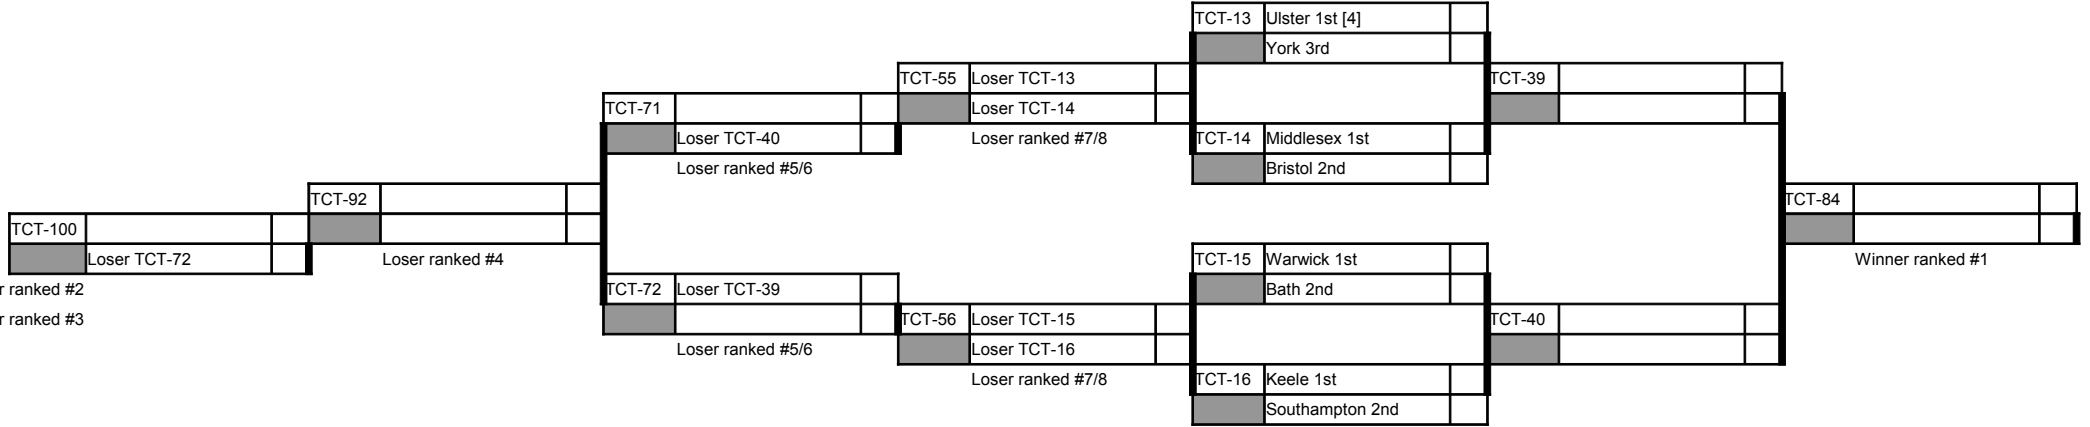 TCT-13 Ulster 1st [4]
York 3rd
TCT-55 Loser TCT-13
TCT-39
TCT-71
Loser TCT-14
Loser TCT-40
Loser ranked #7/8
TCT-14 Middlesex 1st
Loser ranked #5/6
Bristol 2nd
TCT-92
TCT-84
TCT-100
Loser TCT-72
Loser ranked #4
TCT-15 Warwick 1st
Winner ranked #1
r ranked #2
TCT-72 Loser TCT-39
Bath 2nd
r ranked #3
TCT-56 Loser TCT-15
TCT-40
Loser ranked #5/6
Loser TCT-16
Loser ranked #7/8
TCT-16 Keele 1st
Southampton 2nd